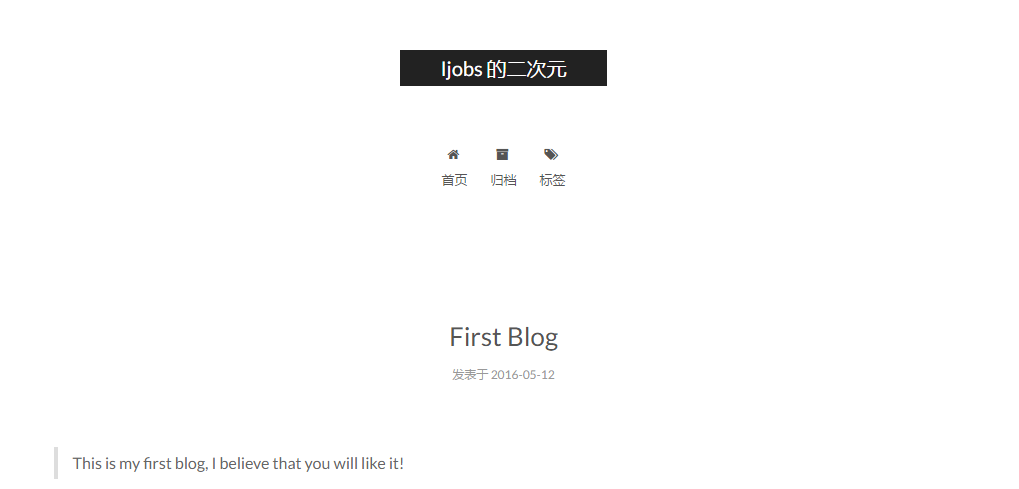 ljobs 的二次元
首页 归档 标签
First Blog
发表于 2016-05-12
This is my first blog, I believe that you will like it!